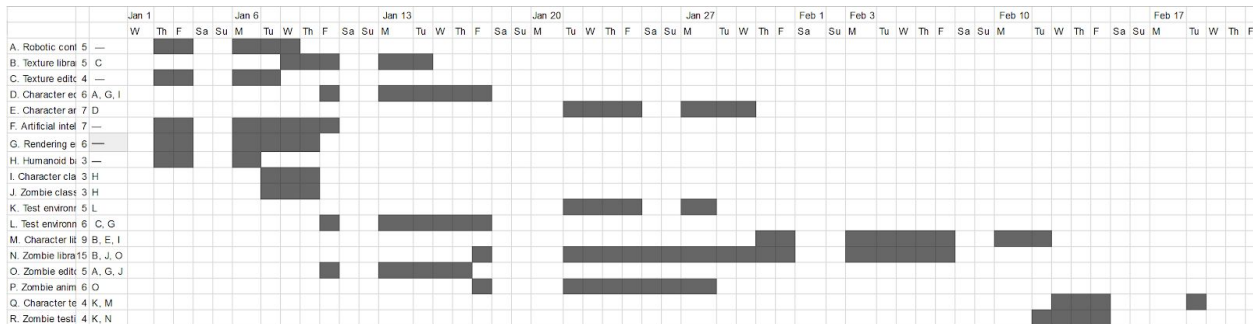 Jan 1 Jan 6 Jan 13 Jan 20 Jan 27 Feb 1 Feb 3 Feb 10 Feb 17
W Th F Sa Su M Tu W Th F Sa Su M Tu W Th F Sa Su M Tu W Th F Sa Su M Tu W Th F Sa Su M Tu W Th F Sa Su M Tu W Th F Sa Su M Tu W Th F
A. Robotic cont 5 —
B. Texture libra 5 C
C. Texture edito 4 —
D. Character ec 6 A, G, I
E. Character ar 7 D
F. Artificial intel 7 —
G. Rendering e 6 —
H. Humanoid b 3 —
I. Character cla 3 H
J. Zombie class 3 H
K. Test environr 5 L
L. Test environr 6 C, G
M. Character lit 9 B, E, I
N. Zombie libra 15 B, J, O
O. Zombie edito 5 A, G, J
P. Zombie anim 6 O
Q. Character te 4 K, M
R. Zombie testi 4 K, N